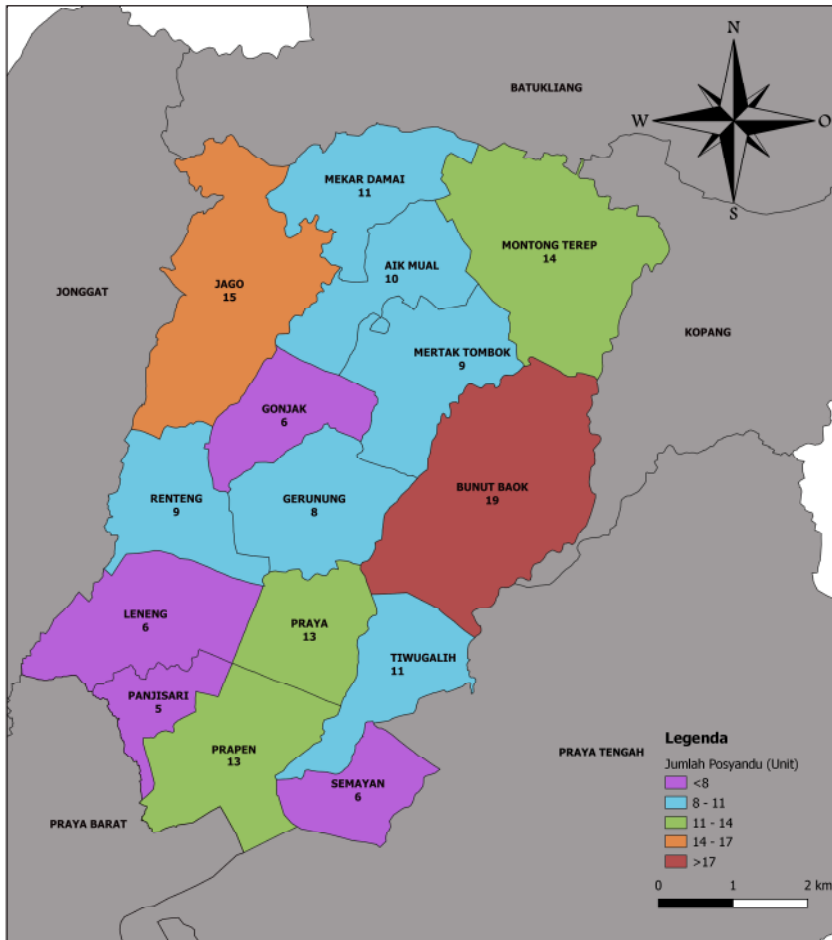 N
BATUKLIANG
W
O
S
MEKAR DAMAI
11
MONTONG TEREP
14
AIK MUAL
10
JAGO
15
JONGGAT
KOPANG
MERTAK TOMBOK
9
GONJAK
6
BUNUT BAOK
19
RENTENG
9
GERUNUNG
8
LENENG
6
PRAYA
13
TIWUGALIH
11
PANJISARI
5
PRAPEN
13
SEMAYAN
6
PRAYA TENGAH
PRAYA BARAT
Legenda
Jumlah Posyandu (Unit)
<8
8 - 11
11 - 14
14 - 17
>17
0 1 2 km